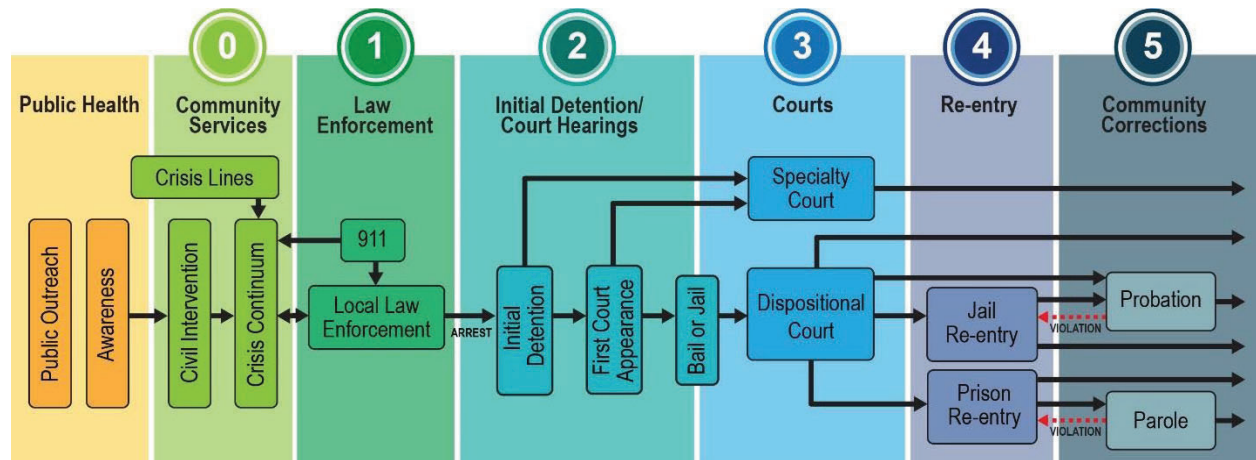 0
1
2
3
4
5
Public Health
Community
Services
Law
Enforcement
Initial Detention/
Court Hearings
Courts
Re-entry
Community
Corrections
Public Outreach
Awareness
Crisis Lines
Civil Intervention
Crisis Continuum
911
Local Law
Enforcement
ARREST
Initial
Detention
First Court
Appearance
Bail or Jail
Specialty
Court
Dispositional
Court
Jail
Re-entry
Prison
Re-entry
VIOLATION
Probation
VIOLATION
Parole